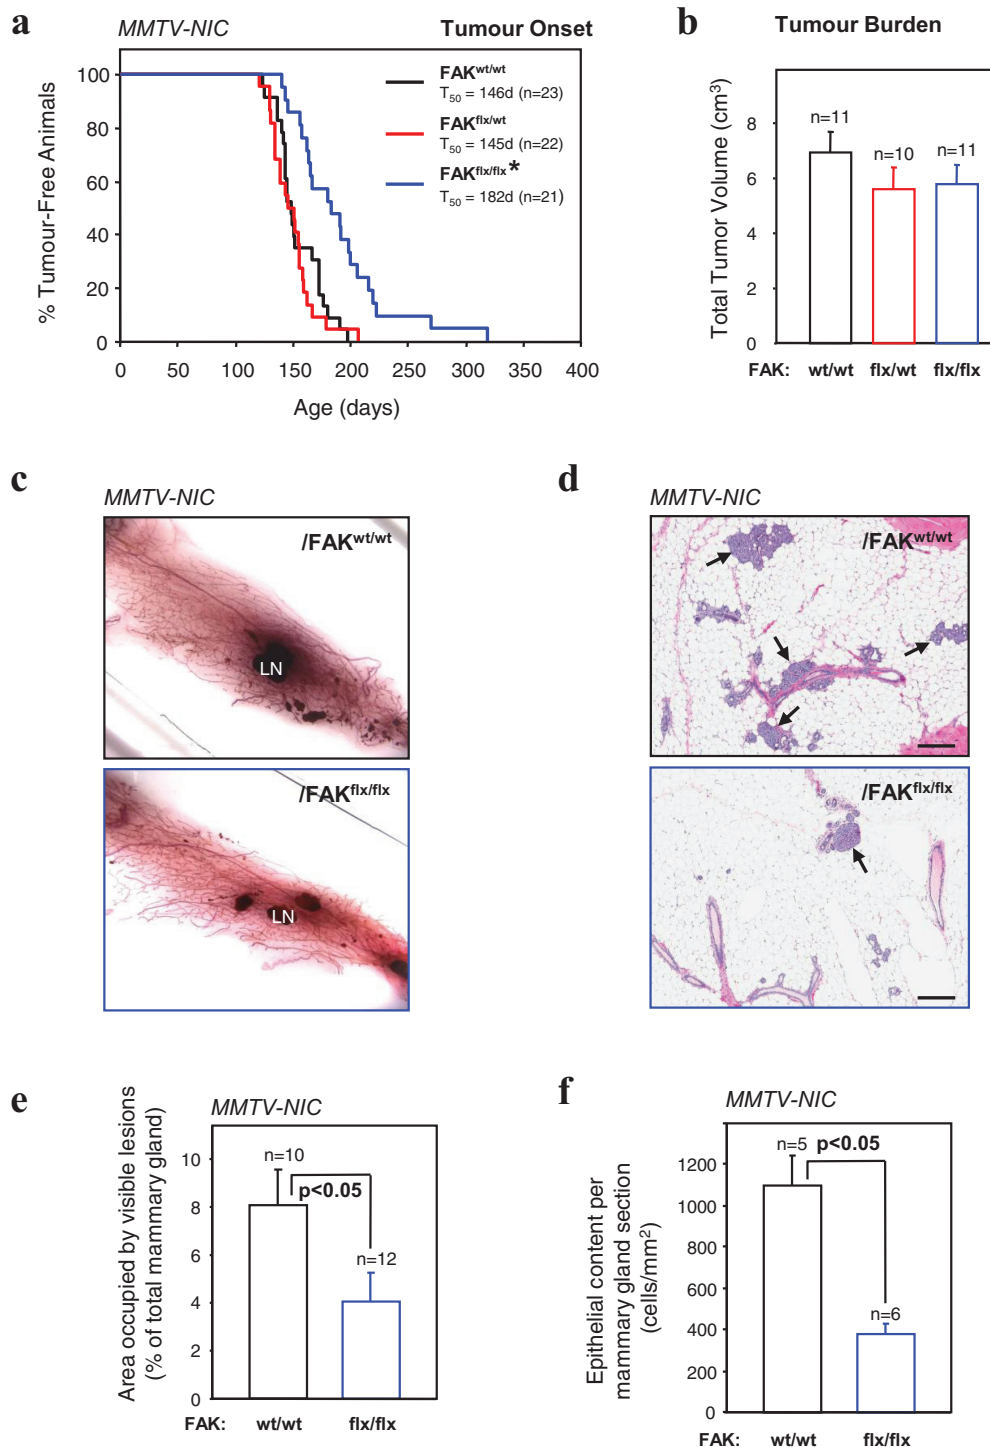 a
MMTV-NIC
Tumour Onset
% Tumour-Free Animals
100
80
60
40
20
0
0 50 100 150 200 250 300 350 400
Age (days)
FAKwt/wt
T50 = 146d (n=23)
FAKflx/wt
T50 = 145d (n=22)
FAKflx/flx*
T50 = 182d (n=21)
b
Tumour Burden
Total Tumor Volume (cm3)
8
6
4
2
0
n=11
n=10
n=11
FAK: wt/wt flx/wt flx/flx
c
MMTV-NIC
/FAKwt/wt
LN
/FAKflx/flx
LN
d
MMTV-NIC
/FAKwt/wt
/FAKflx/flx
e
MMTV-NIC
Area occupied by visible lesions
(% of total mammary gland)
10
8
6
4
2
0
n=10
p<0.05
n=12
FAK: wt/wt flx/flx
f
MMTV-NIC
Epithelial content per
mammary gland section
(cells/mm2)
1200
1000
800
600
400
200
0
n=5
p<0.05
n=6
FAK: wt/wt flx/flx